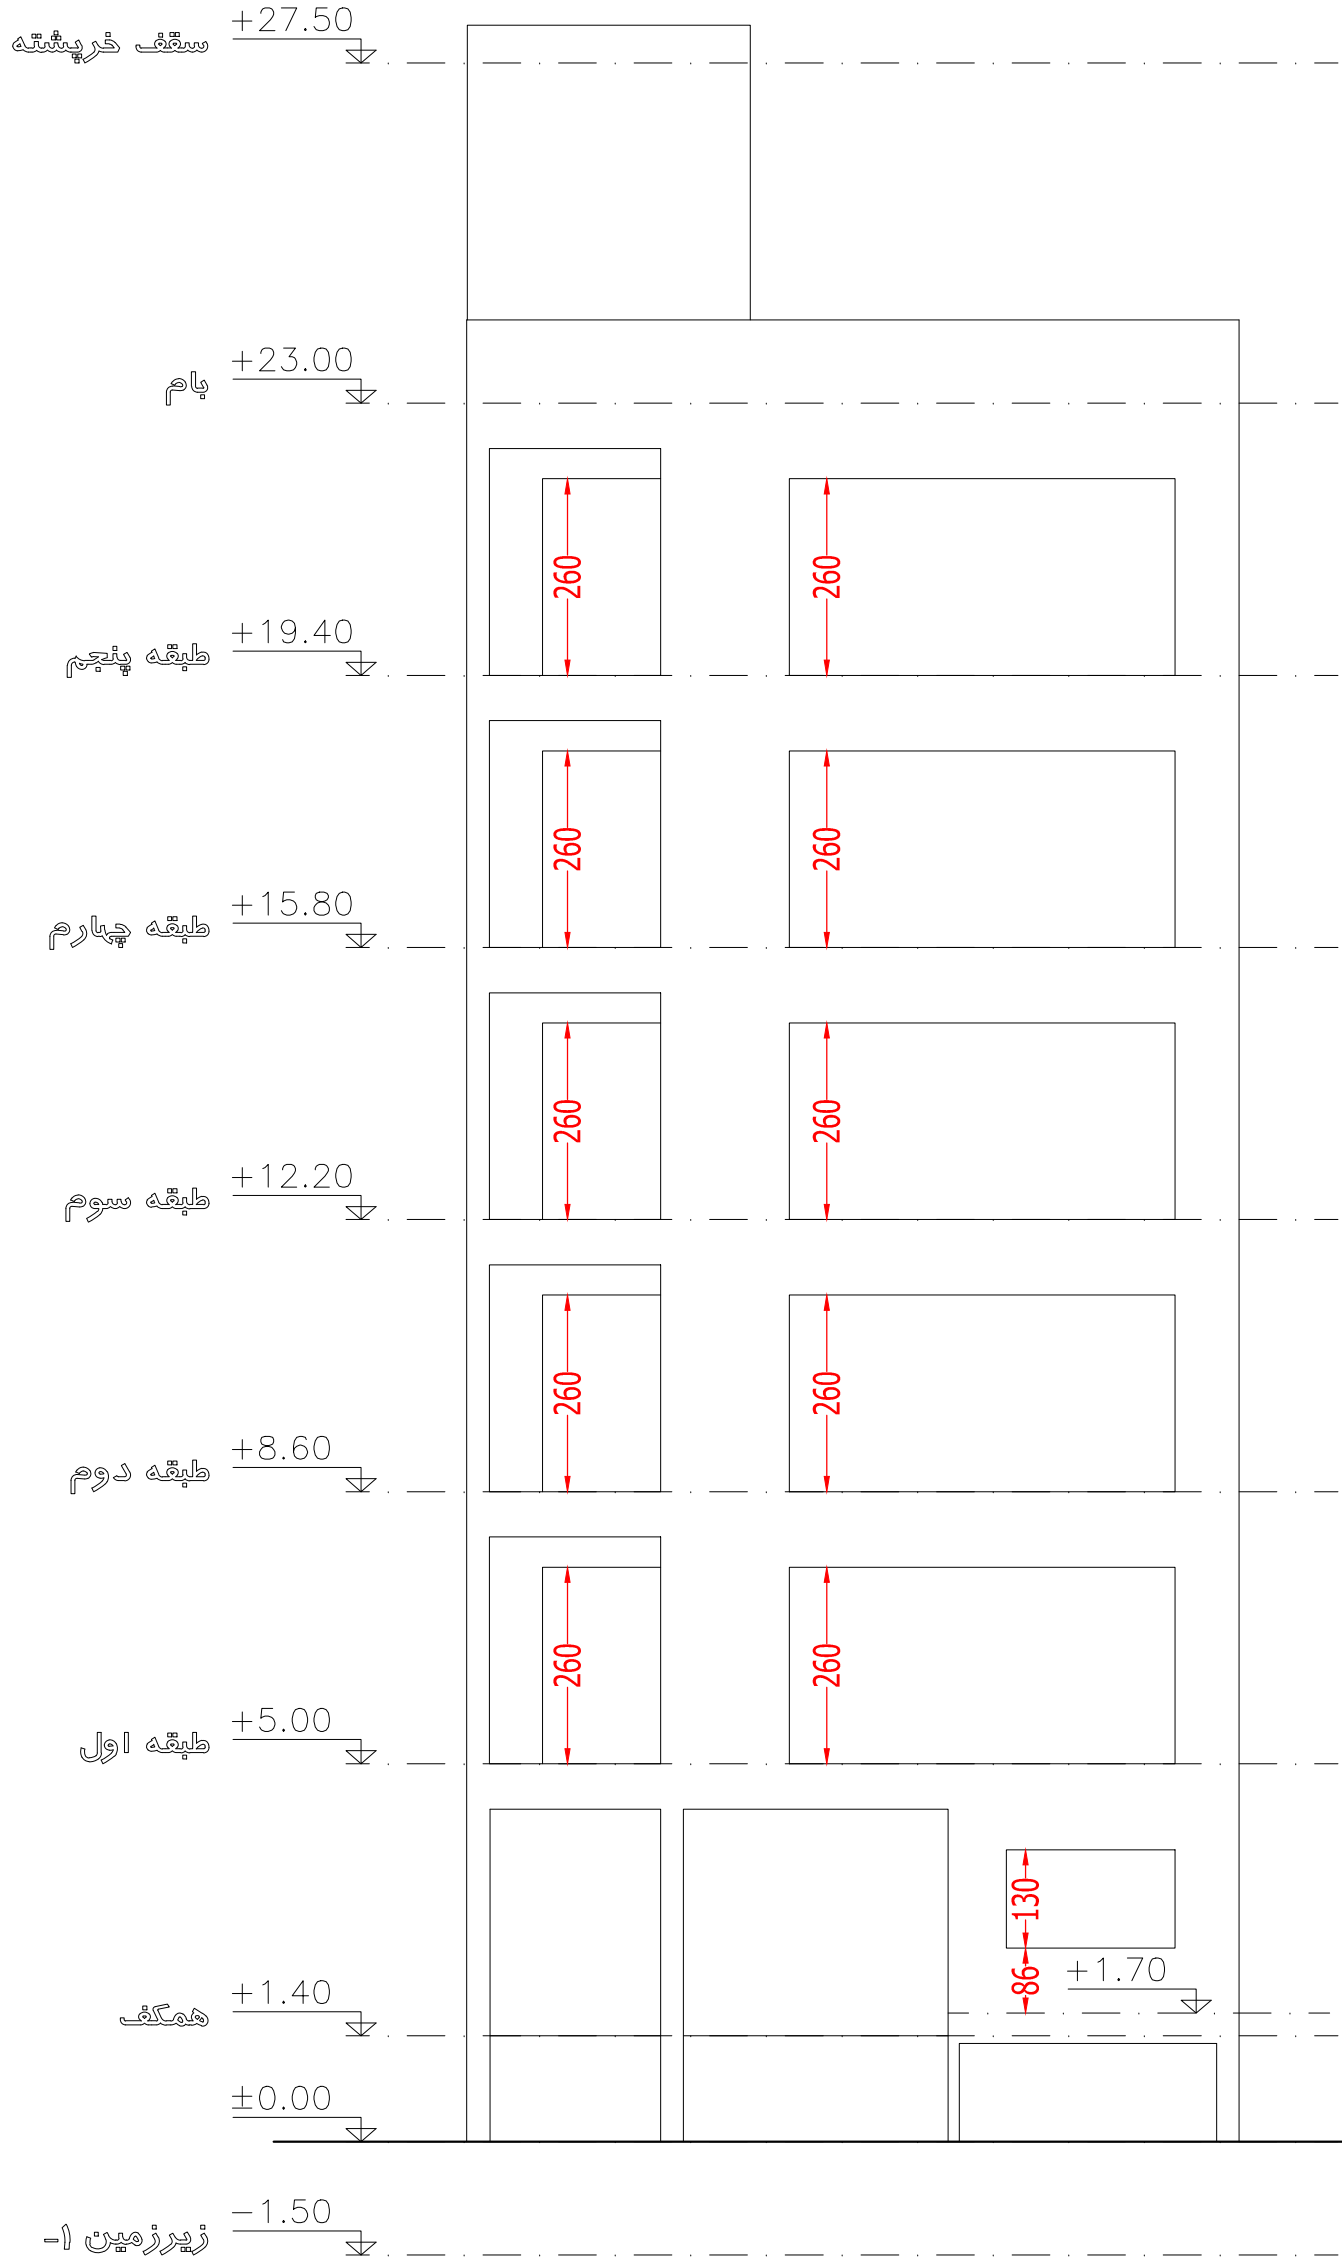 سقف خرپشته +27.50
بام +23.00
260 260
طبقه پنجم +19.40
260 260
طبقه چهارم +15.80
260 260
طبقه سوم +12.20
260 260
طبقه دوم +8.60
260 260
طبقه اول +5.00
130
86 +1.70
همکف +1.40
±0.00
زیرزمین ۱- -1.50